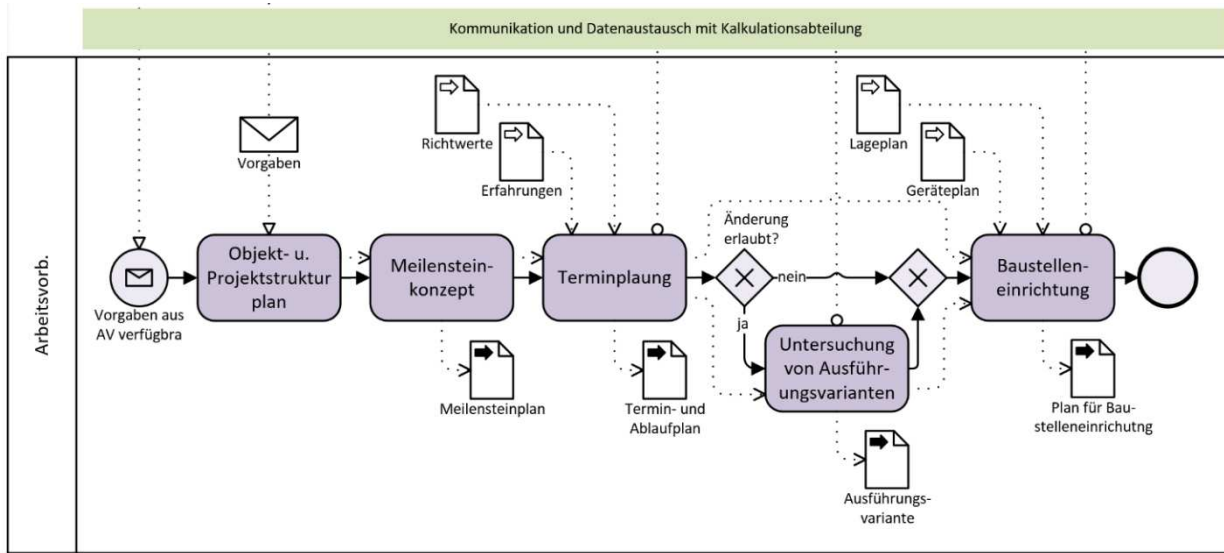 Kommunikation und Datenaustausch mit Kalkulationsabteilung
Arbeitsvorb.
Vorgaben
Richtwerte
Erfahrungen
Lageplan
Geräteplan
Vorgaben aus
AV verfügbra
Objekt- u.
Projektstruktur
plan
Meilenstein-
konzept
Terminplaung
Änderung
erlaubt?
nein
ja
Untersuchung
von Ausführ-
ungsvarianten
Baustellen-
einrichtung
Meilensteinplan
Termin- und
Ablaufplan
Ausführungs-
variante
Plan für Bau-
stelleneinrichutng